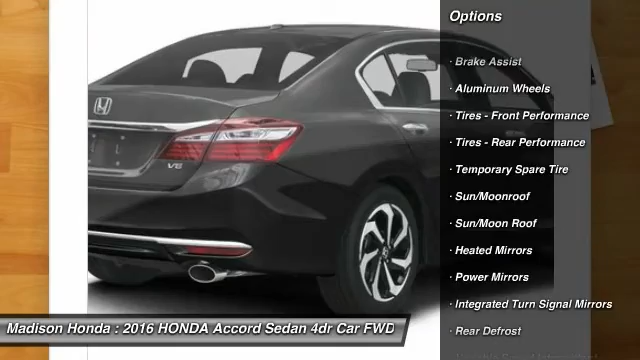 Options
· Brake Assist
· Aluminum Wheels
· Tires - Front Performance
· Tires - Rear Performance
· Temporary Spare Tire
· Sun/Moonroof
· Sun/Moon Roof
· Heated Mirrors
· Power Mirrors
· Integrated Turn Signal Mirrors
· Rear Defrost
V6
Madison Honda : 2016 HONDA Accord Sedan 4dr Car FWD